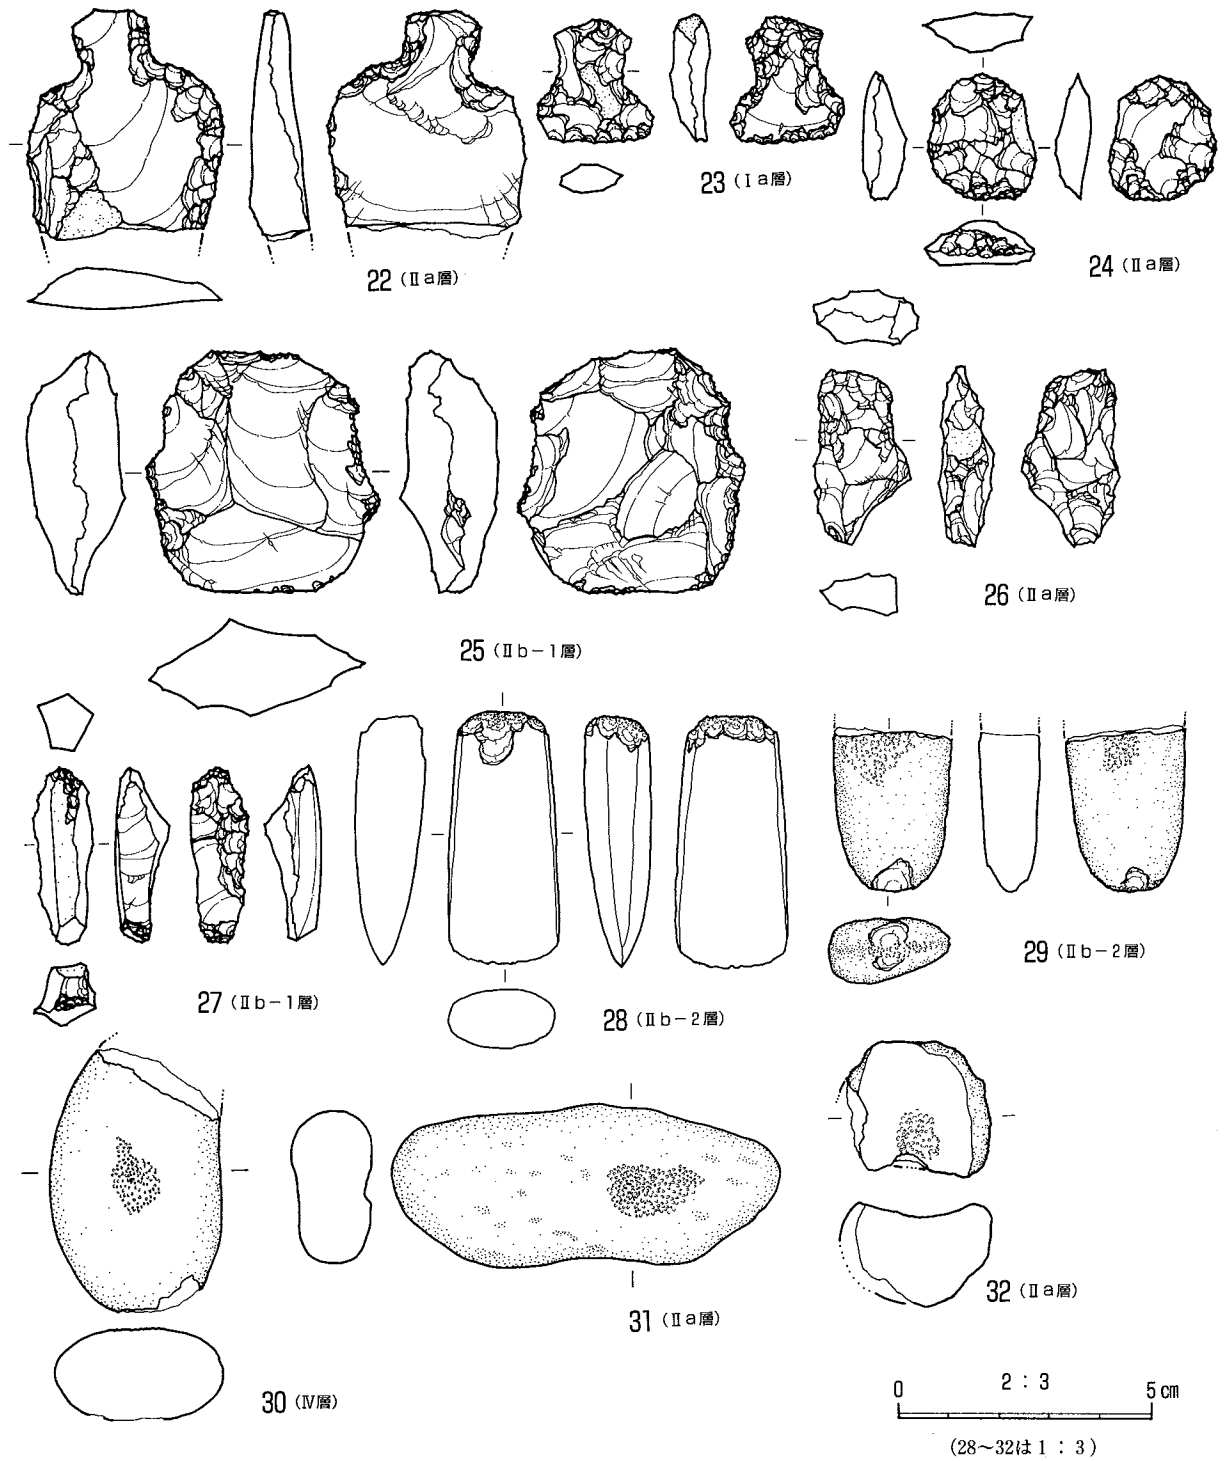 22 (Ⅱa層)
23 (Ⅰa層)
24 (Ⅱa層)
25 (Ⅱb-1層)
26 (Ⅱa層)
27 (Ⅱb-1層)
28 (Ⅱb-2層)
29 (Ⅱb-2層)
30 (Ⅳ層)
31 (Ⅱa層)
32 (Ⅱa層)
2:3
0 5cm
(28~32は1:3)